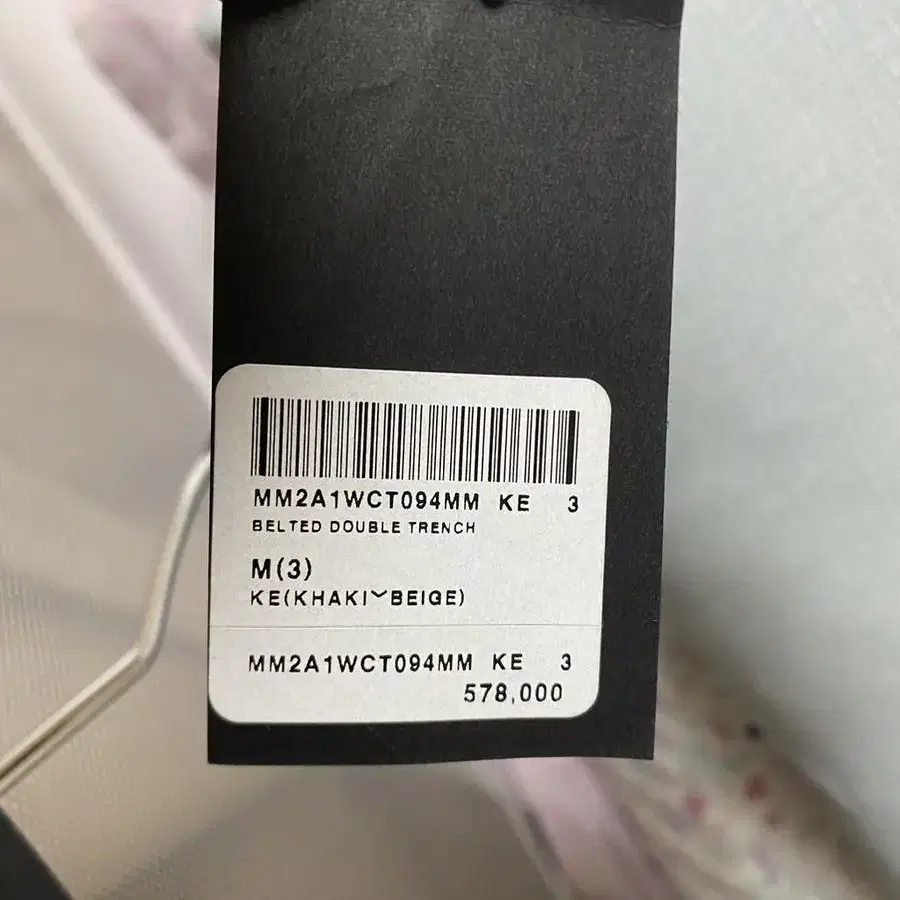 MM2A1WCT094MM KE 3
BELTED DOUBLE TRENCH
M(3)
KE(KHAKI﹀BEIGE)
MM2A1WCT094MM KE 3
578,000